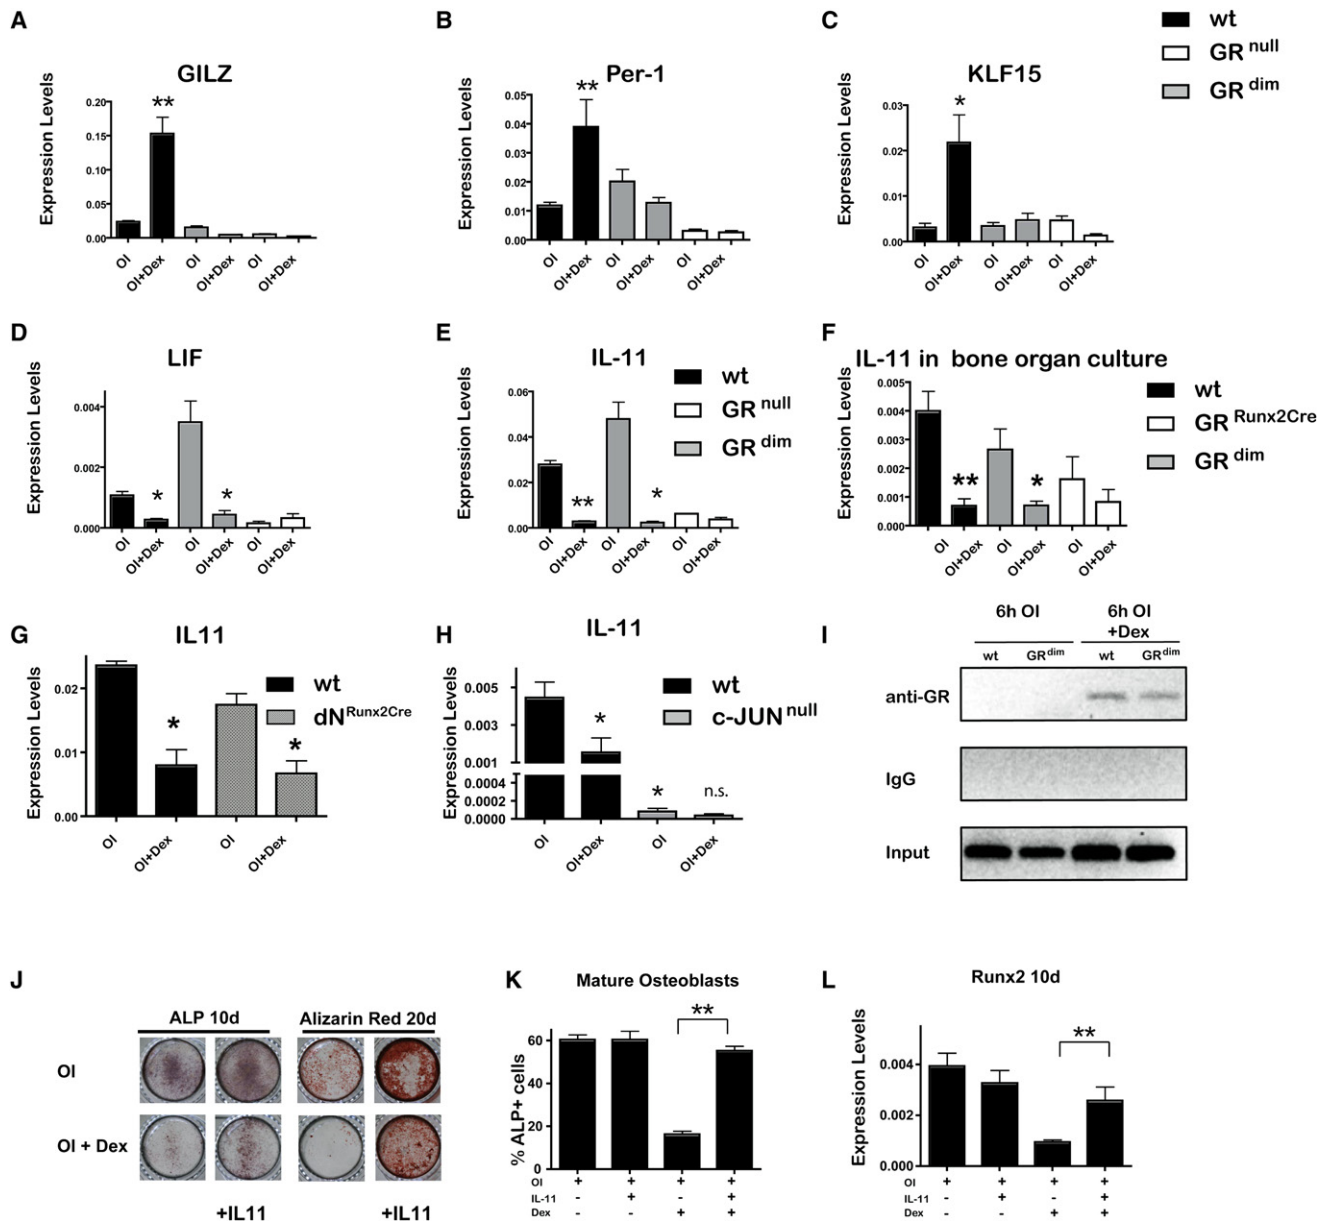 A
GILZ
Expression Levels
0.20
0.15
0.10
0.05
0.00
**
OI
OI+Dex
OI
OI+Dex
OI
OI+Dex
B
Per-1
Expression Levels
0.05
0.04
0.03
0.02
0.01
0.00
**
OI
OI+Dex
OI
OI+Dex
OI
OI+Dex
C
KLF15
Expression Levels
0.03
0.02
0.01
0.00
*
OI
OI+Dex
OI
OI+Dex
OI
OI+Dex
wt
GR null
GR dim
D
LIF
Expression Levels
0.004
0.002
0.000
*
*
OI
OI+Dex
OI
OI+Dex
OI
OI+Dex
E
IL-11
Expression Levels
0.06
0.04
0.02
0.00
**
*
OI
OI+Dex
OI
OI+Dex
OI
OI+Dex
wt
GR null
GR dim
F
IL-11 in bone organ culture
Expression Levels
0.005
0.004
0.003
0.002
0.001
0.000
**
*
OI
OI+Dex
OI
OI+Dex
OI
OI+Dex
wt
GR Runx2Cre
GR dim
G
IL11
Expression Levels
0.02
0.01
0.00
*
*
OI
OI+Dex
OI
OI+Dex
wt
dN Runx2Cre
H
IL-11
Expression Levels
0.005
0.003
0.001
0.0004
0.0002
0.0000
*
*
n.s.
OI
OI+Dex
OI
OI+Dex
wt
c-JUN null
I
6h OI
6h OI
+Dex
wt GR dim wt GR dim
anti-GR
IgG
Input
J
ALP 10d Alizarin Red 20d
OI
OI + Dex
+IL11 +IL11
K
Mature Osteoblasts
% ALP+ cells
60
40
20
0
**
OI + + + +
IL-11 - + - +
Dex - - + +
L
Runx2 10d
Expression Levels
0.004
0.002
0.000
**
OI + + + +
IL-11 - + - +
Dex - - + +